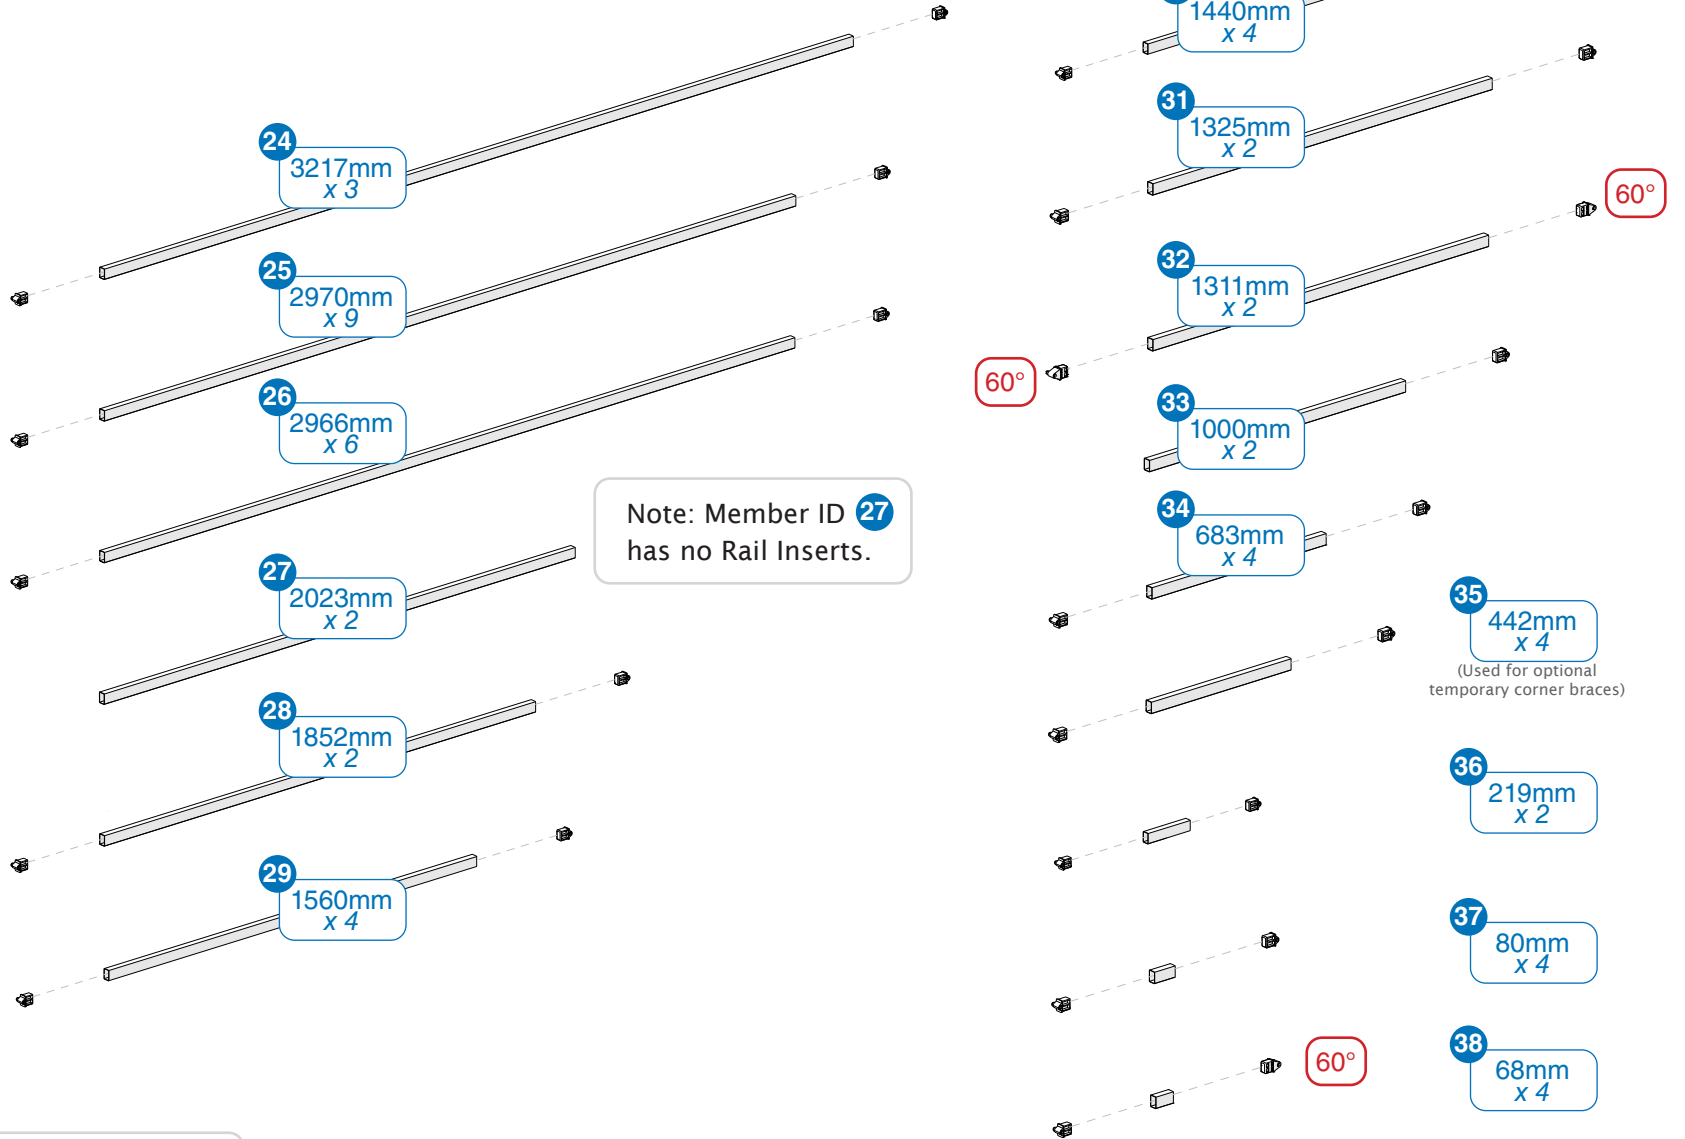 24
3217mm
x 3
25
2970mm
x 9
26
2966mm
x 6
Note: Member ID 27
has no Rail Inserts.
27
2023mm
x 2
28
1852mm
x 2
29
1560mm
x 4
1440mm
x 4
31
1325mm
x 2
60°
32
1311mm
x 2
60°
33
1000mm
x 2
34
683mm
x 4
35
442mm
x 4
(Used for optional
temporary corner braces)
36
219mm
x 2
37
80mm
x 4
60°
38
68mm
x 4